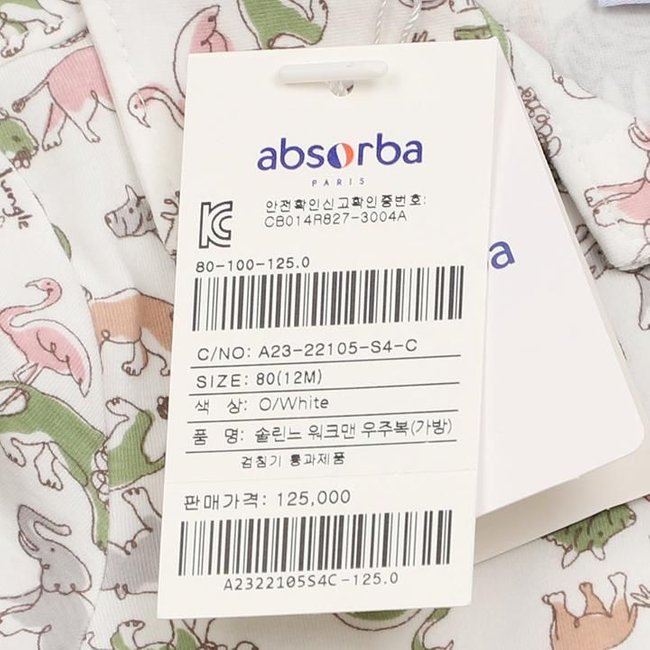 absorba
PARIS
안전확인신고확인증번호:
CB014R827-3004A
80-100-125.0
C/NO: A23-22105-S4-C
SIZE: 80(12M)
색 상: O/White
품 명: 솔린느 워크맨 우주복(가방)
검침기 통과제품
판매가격: 125,000
A2322105S4C-125.0
a
Jungle